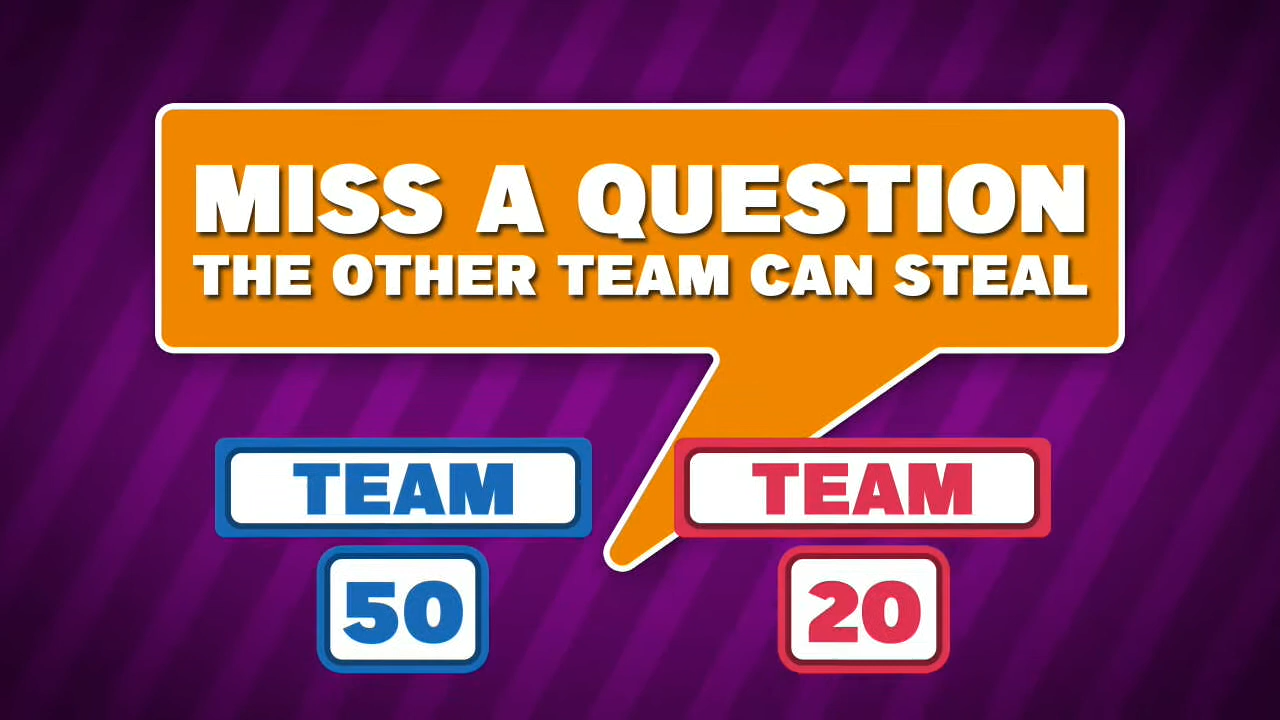 MISS A QUESTION
THE OTHER TEAM CAN STEAL
TEAM
TEAM
50
20